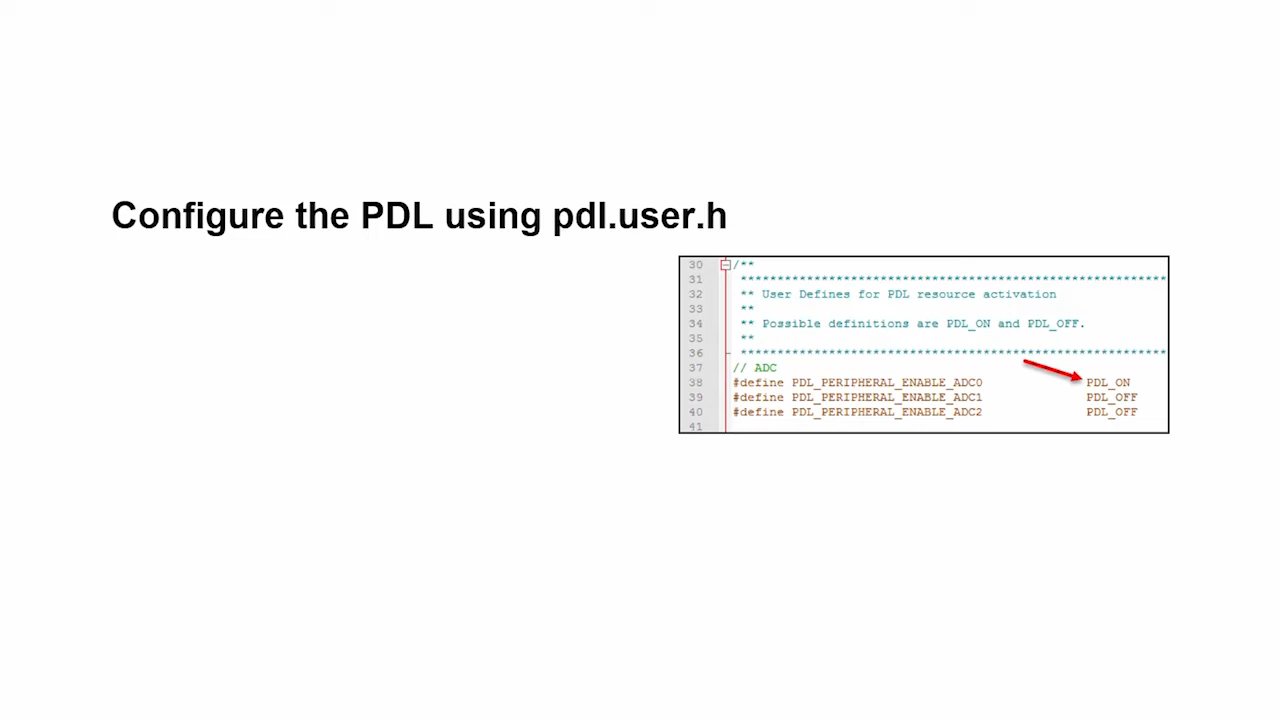 Configure the PDL using pdl.user.h
30 /**
31 **********************************************************
32 ** User Defines for PDL resource activation
33 **
34 ** Possible definitions are PDL_ON and PDL_OFF.
35 **
36 **********************************************************
37 // ADC
38 #define PDL_PERIPHERAL_ENABLE_ADC0 PDL_ON
39 #define PDL_PERIPHERAL_ENABLE_ADC1 PDL_OFF
40 #define PDL_PERIPHERAL_ENABLE_ADC2 PDL_OFF
41